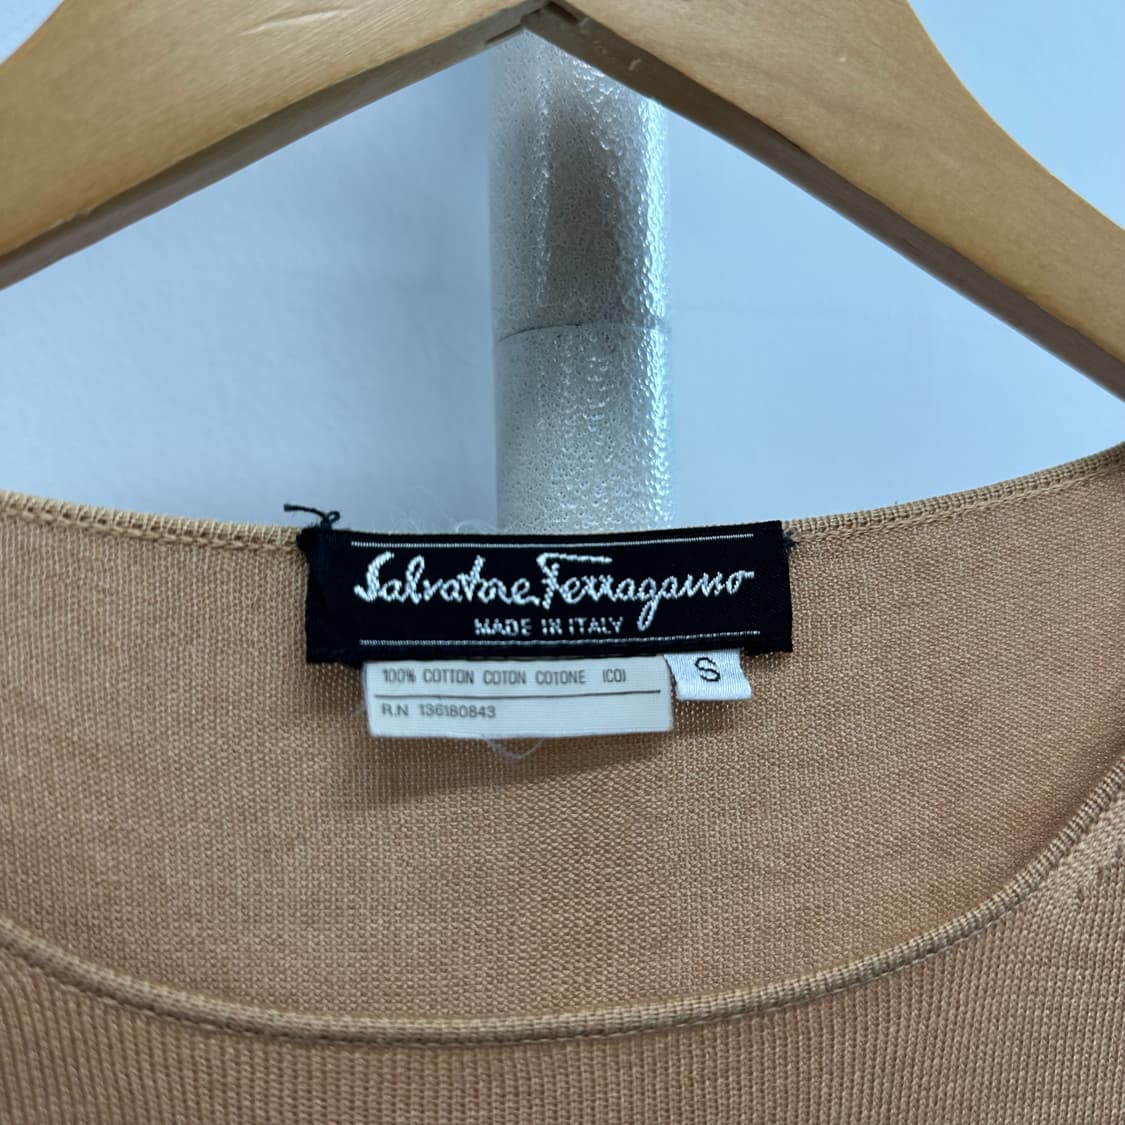 Salvatore Ferragamo
MADE IN ITALY
100% COTTON COTON COTONE (CO)
S
R.N 136180843